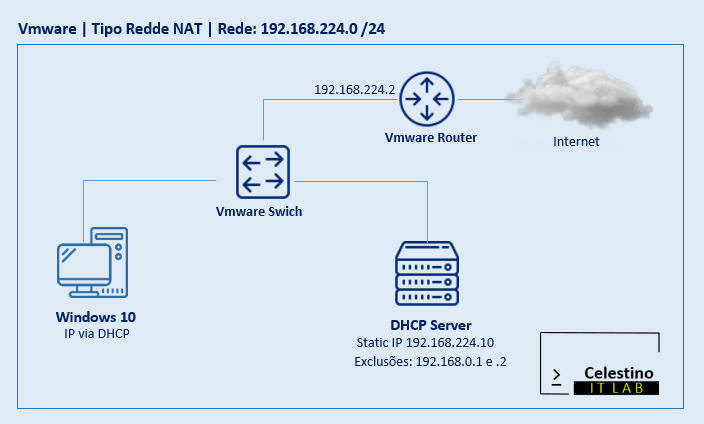 Vmware | Tipo Redde NAT | Rede: 192.168.224.0 /24
192.168.224.2
Vmware Router
Internet
Vmware Swich
Windows 10
IP via DHCP
DHCP Server
Static IP 192.168.224.10
Exclusões: 192.168.0.1 e .2
>_ Celestino
IT LAB